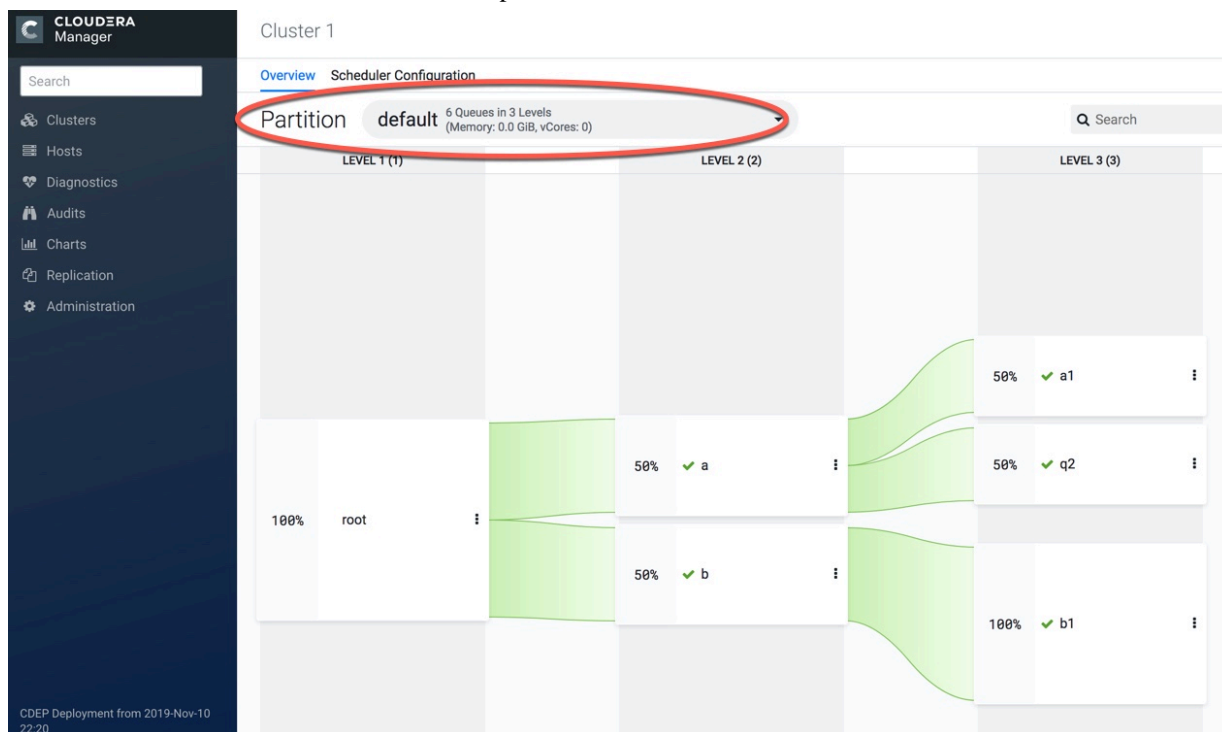 CLOUDERA
Manager
Cluster 1
Search
Overview Scheduler Configuration
Clusters
Hosts
Diagnostics
Audits
Charts
Replication
Administration
Partition default 6 Queues in 3 Levels
(Memory: 0.0 GiB, vCores: 0)
Search
LEVEL 1 (1) LEVEL 2 (2) LEVEL 3 (3)
50% a1
50% a
50% q2
100% root
50% b
100% b1
CDEP Deployment from 2019-Nov-10
22:20